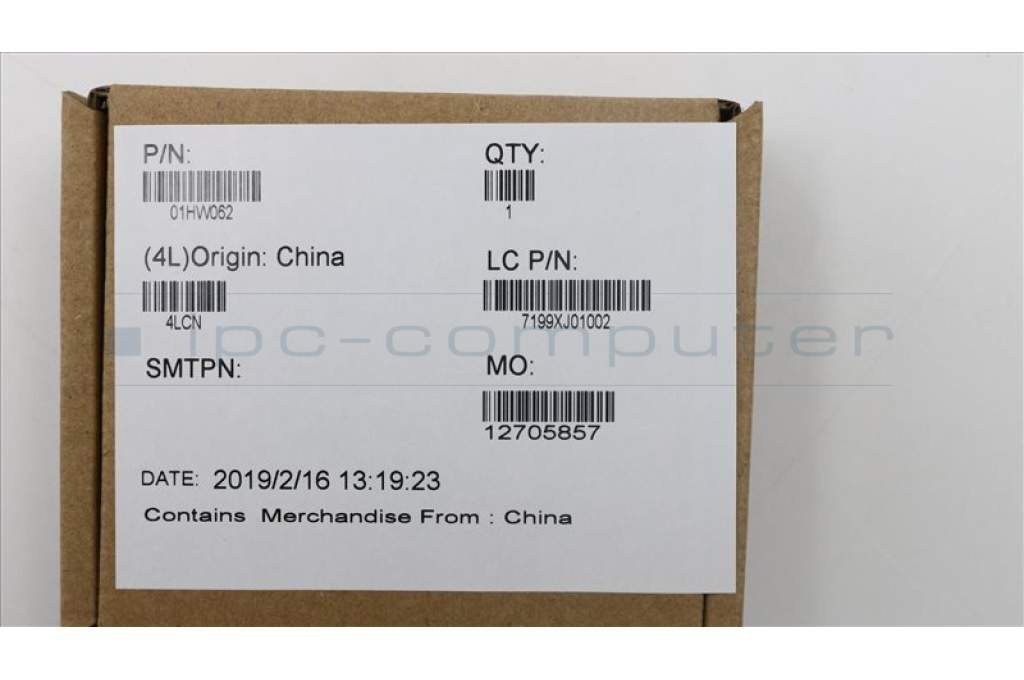 P/N:
01HW062
QTY:
1
(4L)Origin: China
4LCN
LC P/N:
7199XJ01002
ipc-computer
SMTPN:
MO:
12705857
DATE: 2019/2/16 13:19:23
Contains Merchandise From : China